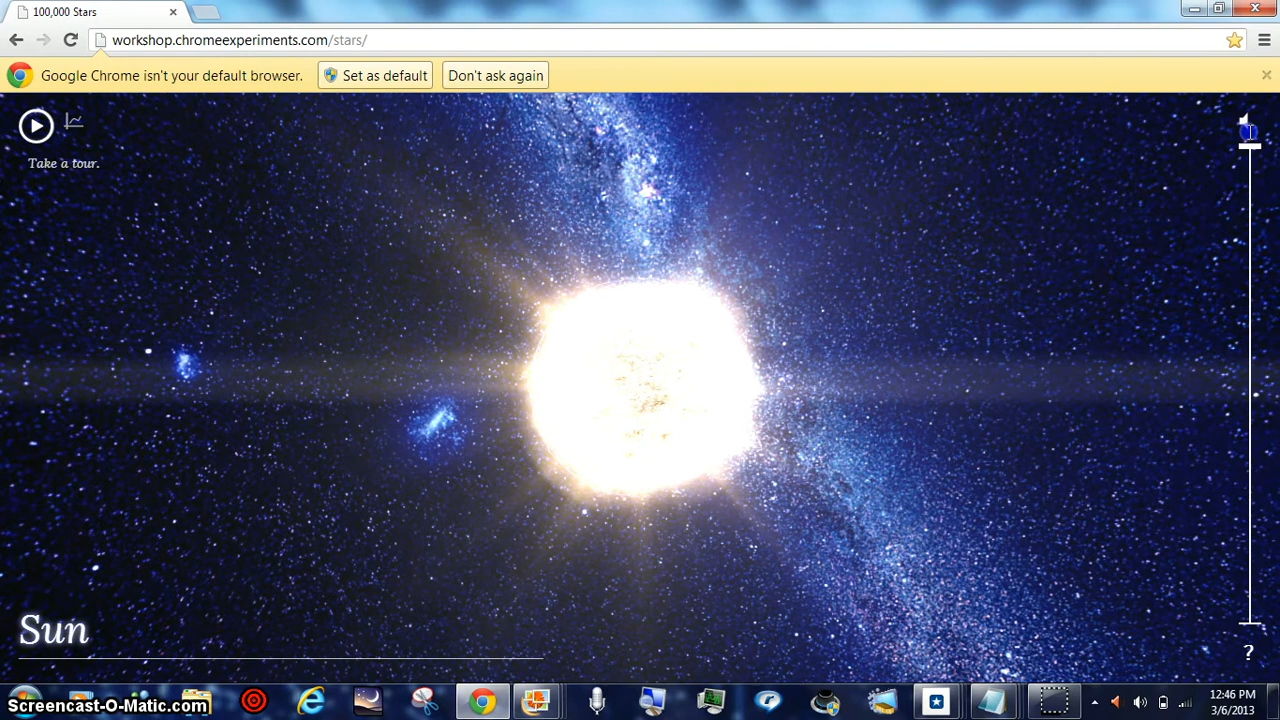 100,000 Stars
workshop.chromeexperiments.com/stars/
Google Chrome isn't your default browser. Set as default Don't ask again
Take a tour.
Sun
?
12:46 PM
3/6/2013
Screencast-O-Matic.com